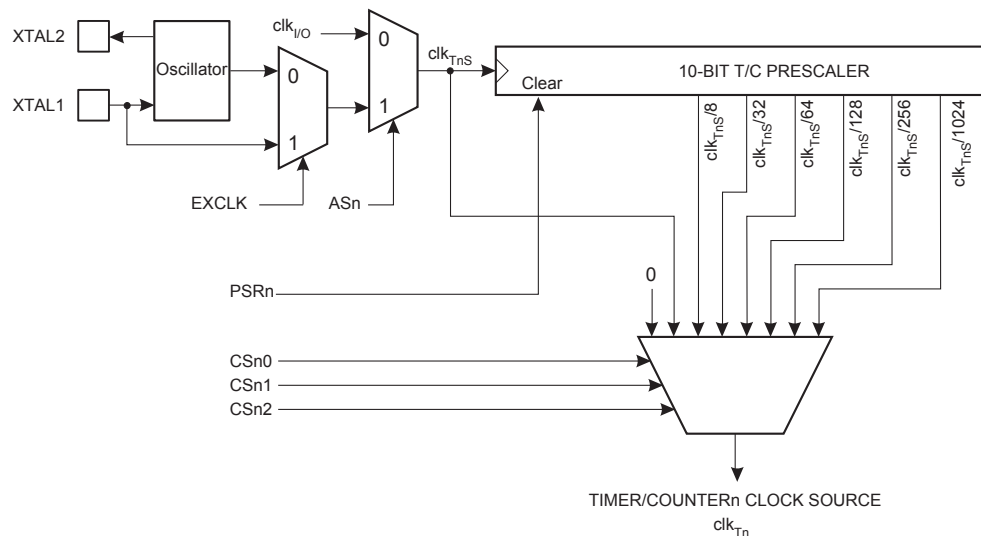 XTAL2
XTAL1
Oscillator
clkI/O
0
1
0
1
clkTnS
10-BIT T/C PRESCALER
Clear
clkTnS/8
clkTnS/32
clkTnS/64
clkTnS/128
clkTnS/256
clkTnS/1024
EXCLK
ASn
PSRn
0
CSn0
CSn1
CSn2
TIMER/COUNTERn CLOCK SOURCE
clkTn